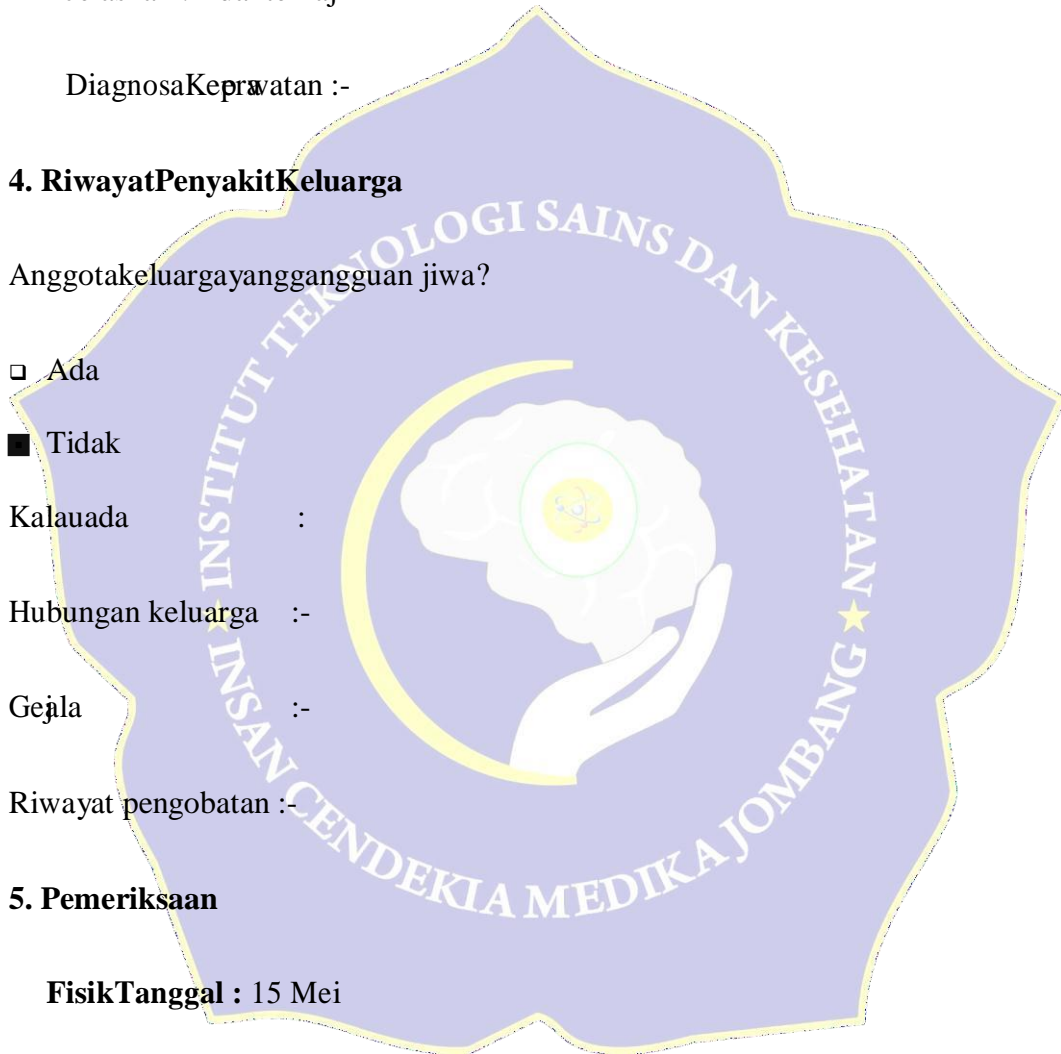 DiagnosaKeprawatan :-
4. RiwayatPenyakitKeluarga
Anggotakeluargayanggangguan jiwa?
Ada
Tidak
Kalauada :
Hubungan keluarga :-
Gejala :-
Riwayat pengobatan :-
5. Pemeriksaan
FisikTanggal : 15 Mei
INSTITUT TEKNOLOGI SAINS DAN KESEHATAN
INSAN CENDEKIA MEDIKA JOMBANG